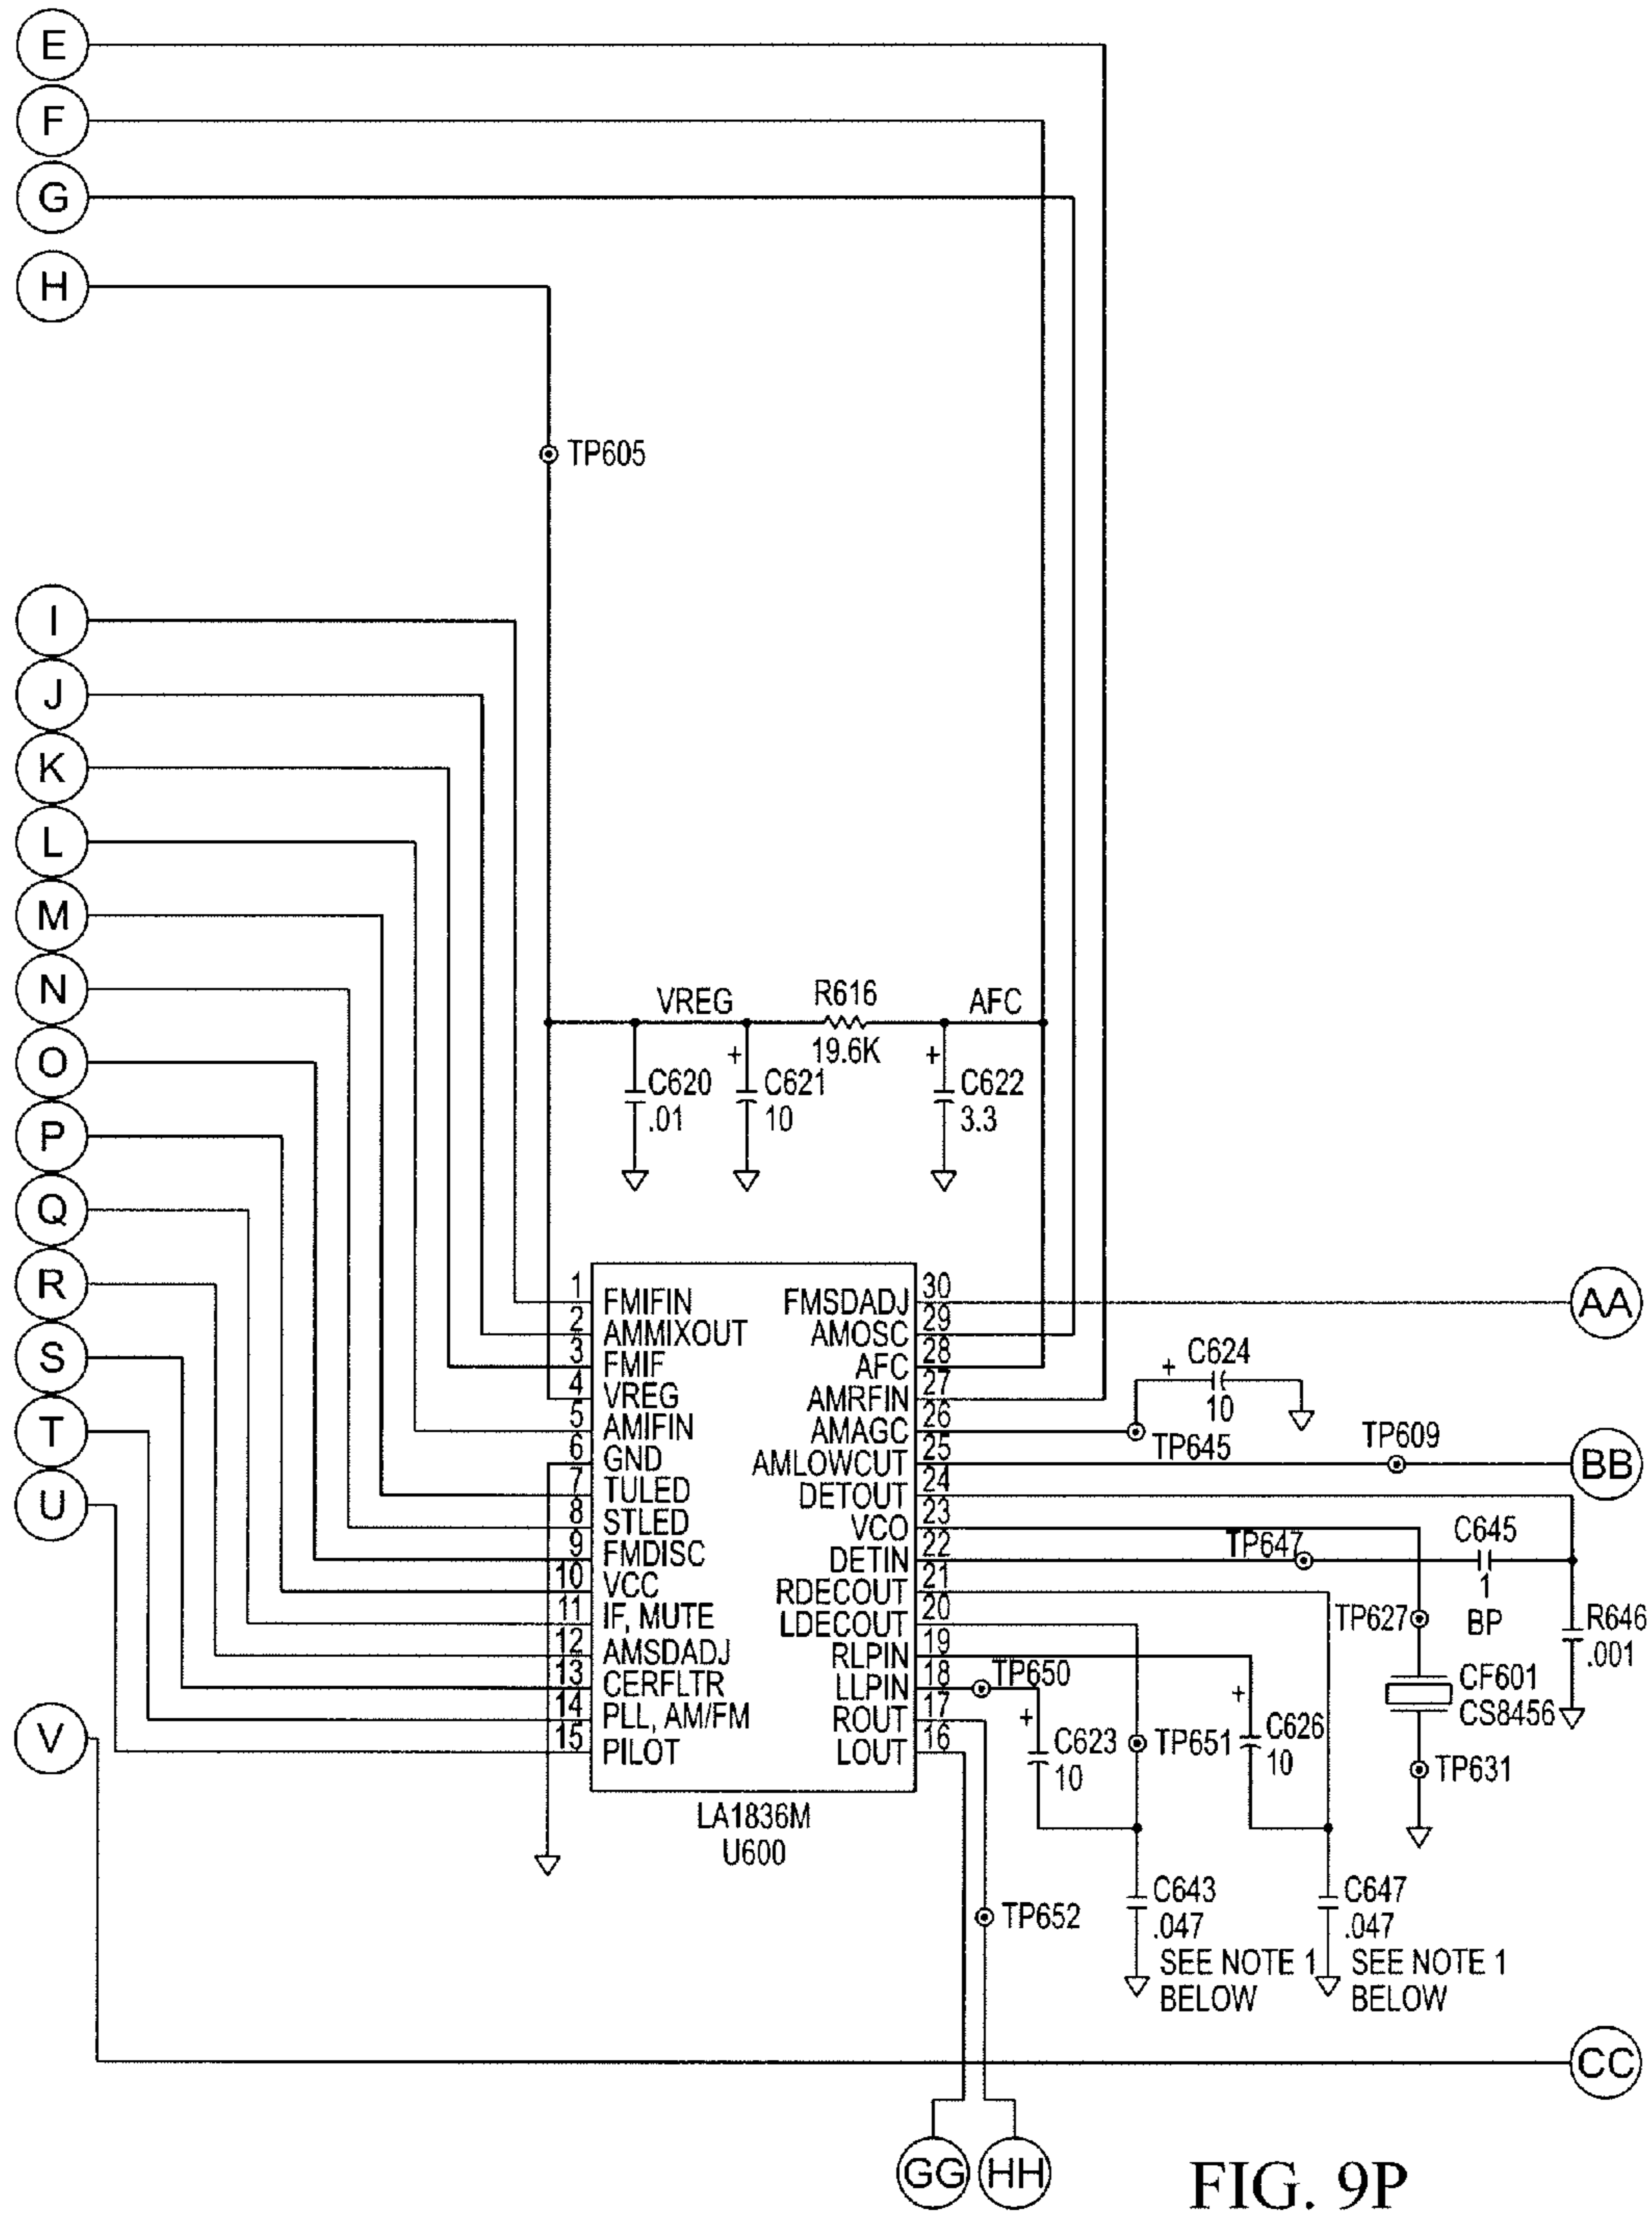 E
F
G
H
TP605
I
J
K
L
M
N
O
P
Q
R
S
T
U
V
VREG
R616
19.6K
AFC
+
C620
.01
+
C621
10
+
C622
3.3
1 FMIFIN
2 AMMIXOUT
3 FMIF
4 VREG
5 AMIFIN
6 GND
7 TULED
8 STLED
9 FMDISC
10 VCC
11 IF, MUTE
12 AMSDADJ
13 CERFLTR
14 PLL, AM/FM
15 PILOT
FMSDADJ 30
AMOSC 29
AFC 28
AMRFIN 27
AMAGC 26
AMLOWCUT 25
DETOUT 24
VCO 23
DETIN 22
RDECOUT 21
LDECOUT 20
RLPIN 19
LLPIN 18
ROUT 17
LOUT 16
LA1836M
U600
AA
+
C624
10
TP645
TP609
BB
TP647
C645
1
BP
TP627
R646
.001
CF601
CS8456
TP631
TP650
+
C623
10
TP651
+
C626
10
C643
.047
SEE NOTE 1
BELOW
C647
.047
SEE NOTE 1
BELOW
TP652
CC
GG
HH
FIG. 9P